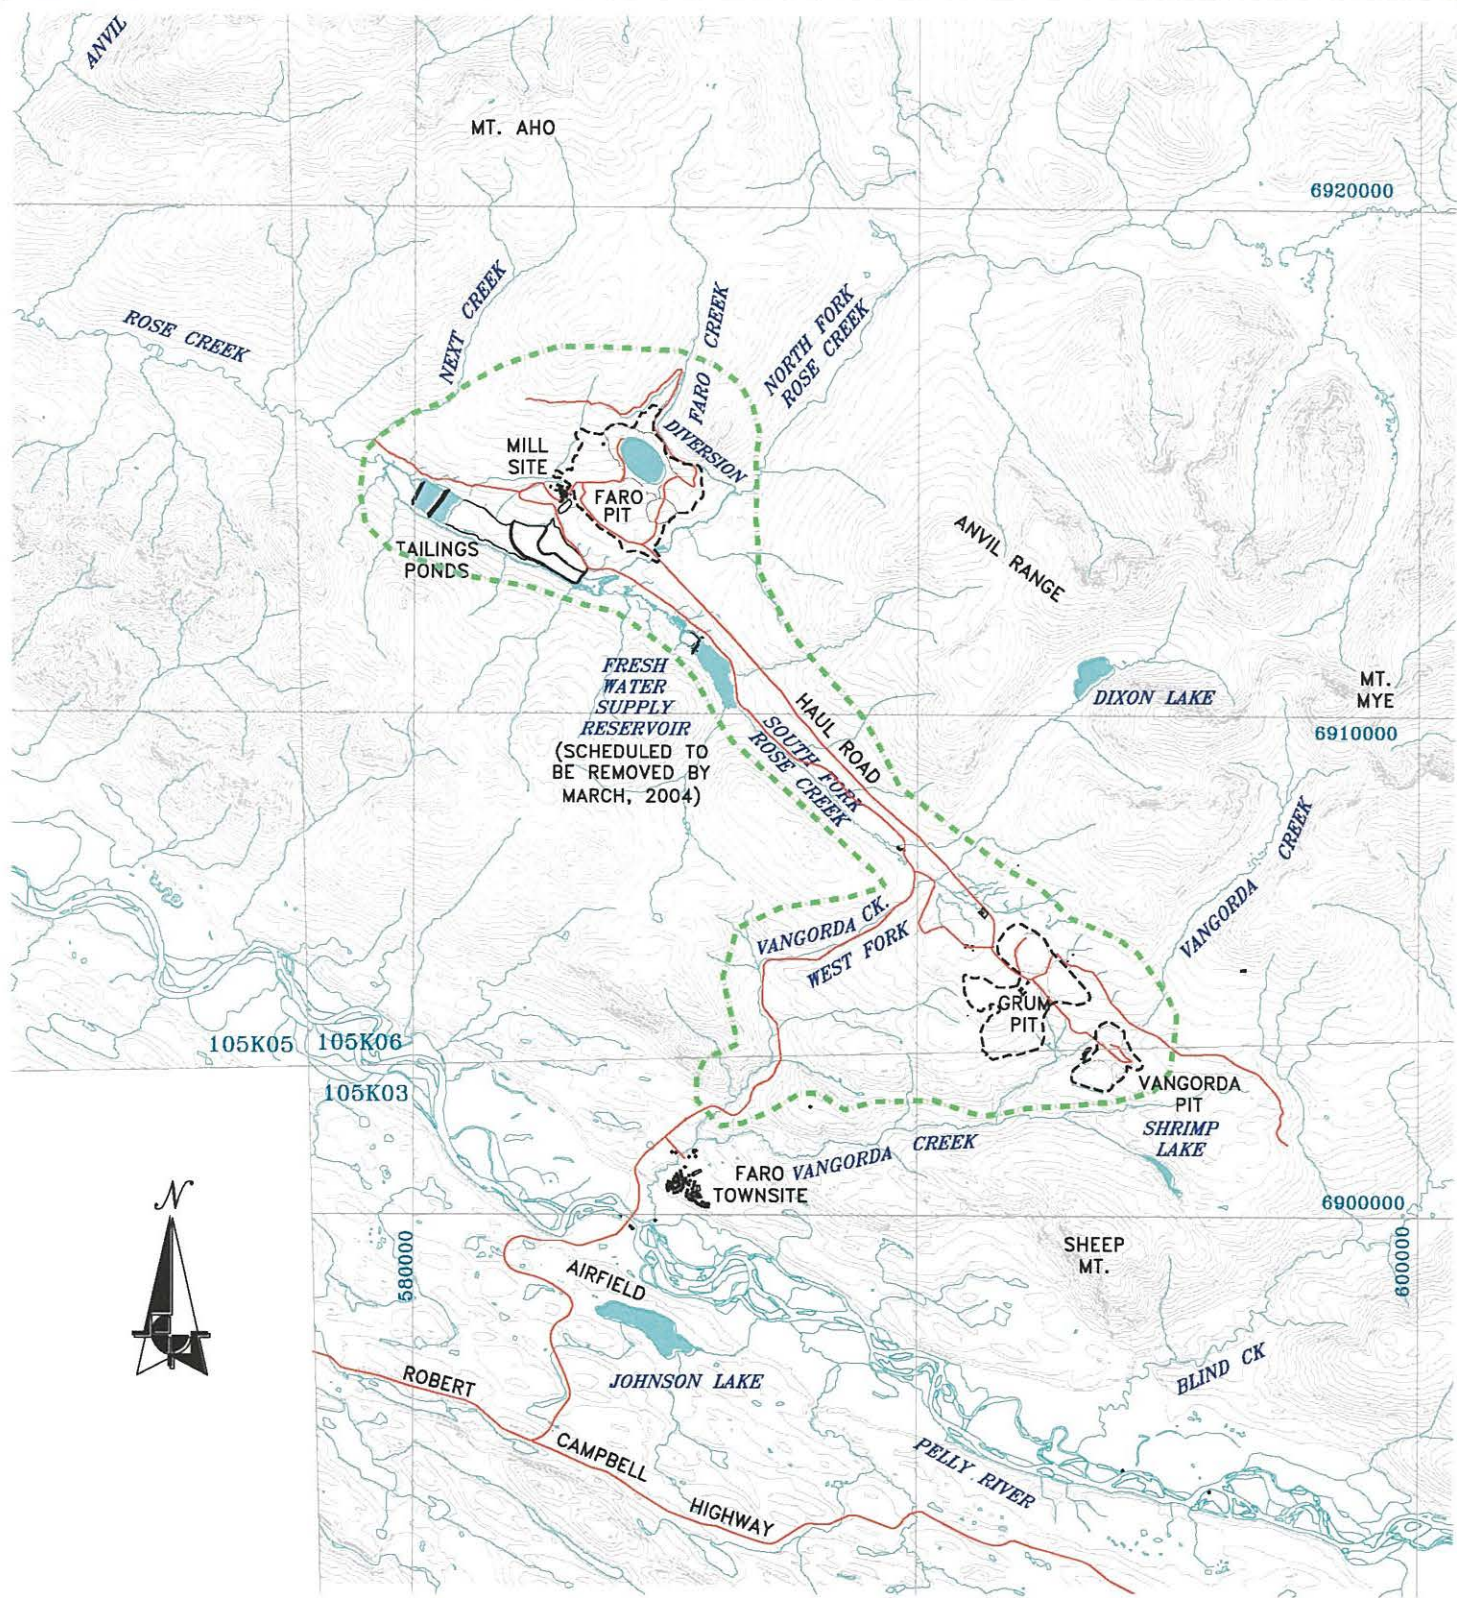 ANVIL
MT. AHO
6920000
NEXT CREEK
FARO CREEK
NORTH FORK
ROSE CREEK
ROSE CREEK
FARO
DIVERSION
MILL
SITE
FARO
PIT
TAILINGS
PONDS
ANVIL RANGE
FRESH
WATER
SUPPLY
RESERVOIR
(SCHEDULED TO
BE REMOVED BY
MARCH, 2004)
HAUL ROAD
SOUTH FORK
ROSE CREEK
DIXON LAKE
MT.
MYE
6910000
VANGORDA CREEK
VANGORDA CK.
WEST FORK
GRUM
PIT
105K05
105K06
105K03
VANGORDA
PIT
SHRIMP
LAKE
VANGORDA CREEK
FARO
TOWNSITE
6900000
N
580000
600000
SHEEP
MT.
AIRFIELD
JOHNSON LAKE
BLIND CK
ROBERT
CAMPBELL
HIGHWAY
PELLY RIVER